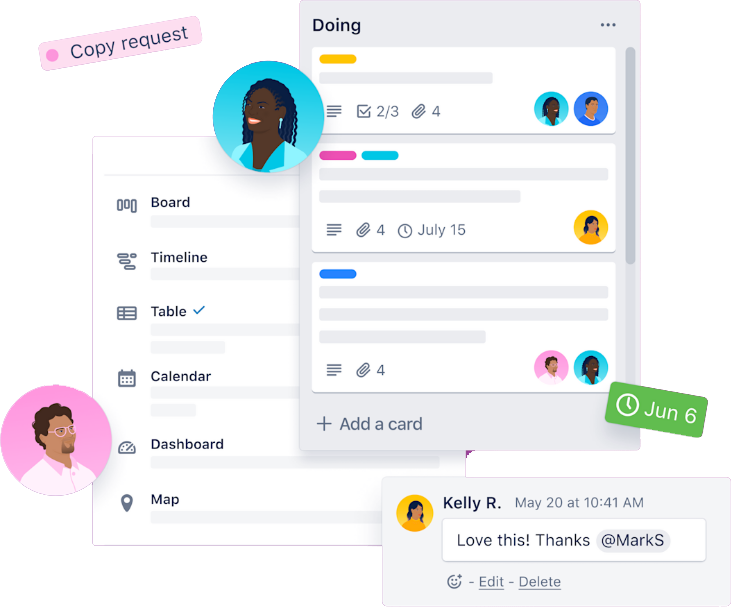 Copy request
Doing
2/3 4
4 July 15
4
+ Add a card
Board
Timeline
Table
Calendar
Dashboard
Map
Jun 6
Kelly R. May 20 at 10:41 AM
Love this! Thanks @MarkS
- Edit - Delete